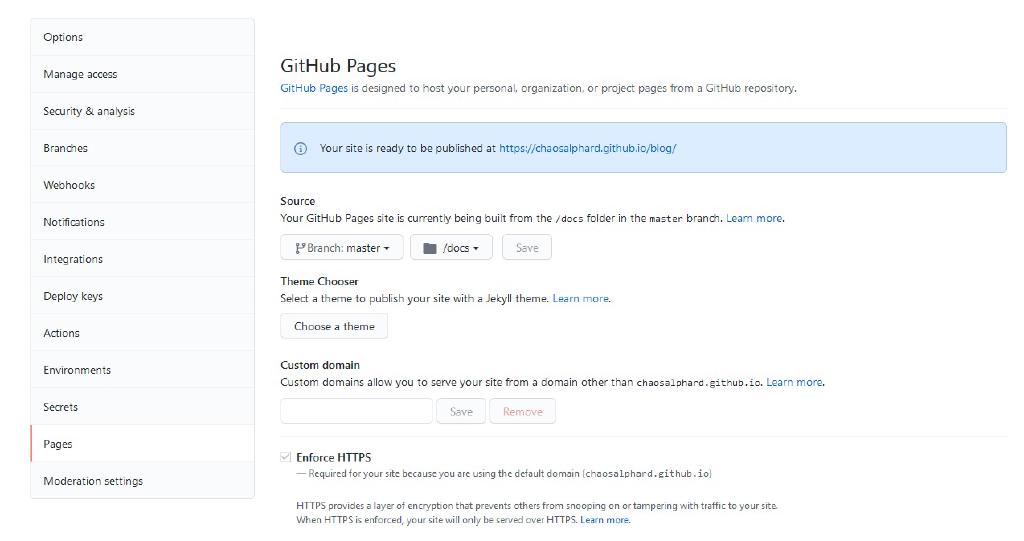 Options
Manage access
Security & analysis
Branches
Webhooks
Notifications
Integrations
Deploy keys
Actions
Environments
Secrets
Pages
Moderation settings
GitHub Pages
GitHub Pages is designed to host your personal, organization, or project pages from a GitHub repository.
Your site is ready to be published at https://chaosalphard.github.io/blog/
Source
Your GitHub Pages site is currently being built from the /docs folder in the master branch. Learn more.
Branch: master /docs Save
Theme Chooser
Select a theme to publish your site with a Jekyll theme. Learn more.
Choose a theme
Custom domain
Custom domains allow you to serve your site from a domain other than chaosalphard.github.io. Learn more.
Save Remove
Enforce HTTPS
— Required for your site because you are using the default domain (chaosalphard.github.io)
HTTPS provides a layer of encryption that prevents others from snooping on or tampering with traffic to your site.
When HTTPS is enforced, your site will only be served over HTTPS. Learn more.